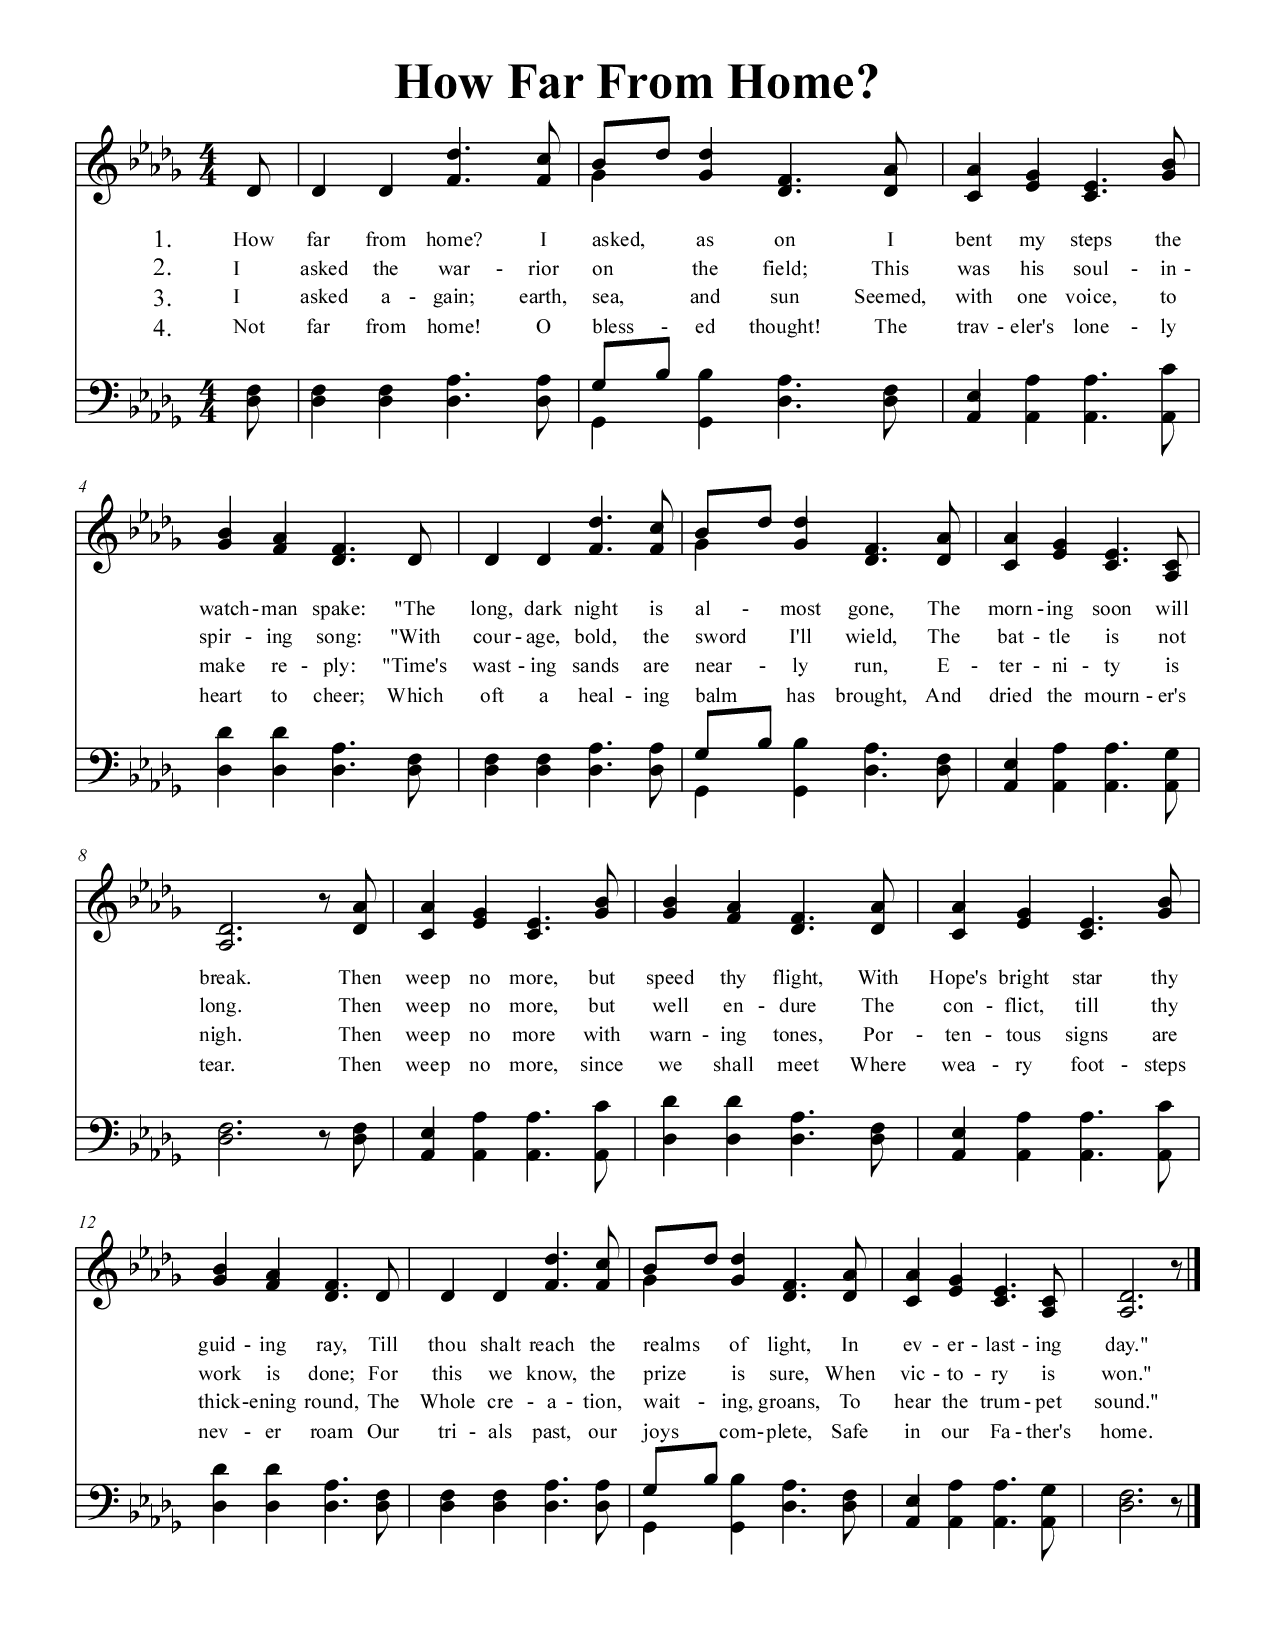 How Far From Home?
1. How far from home? I asked, as on I bent my steps the
2. I asked the war - rior on the field; This was his soul - in -
3. I asked a - gain; earth, sea, and sun Seemed, with one voice, to
4. Not far from home! O bless - ed thought! The trav - eler's lone - ly
4
watch - man spake: "The long, dark night is al - most gone, The morn - ing soon will
spir - ing song: "With cour - age, bold, the sword I'll wield, The bat - tle is not
make re - ply: "Time's wast - ing sands are near - ly run, E - ter - ni - ty is
heart to cheer; Which oft a heal - ing balm has brought, And dried the mourn - er's
8
break. Then weep no more, but speed thy flight, With Hope's bright star thy
long. Then weep no more, but well en - dure The con - flict, till thy
nigh. Then weep no more with warn - ing tones, Por - ten - tous signs are
tear. Then weep no more, since we shall meet Where wea - ry foot - steps
12
guid - ing ray, Till thou shalt reach the realms of light, In ev - er - last - ing day."
work is done; For this we know, the prize is sure, When vic - to - ry is won."
thick - ening round, The Whole cre - a - tion, wait - ing, groans, To hear the trum - pet sound."
nev - er roam Our tri - als past, our joys com - plete, Safe in our Fa - ther's home.